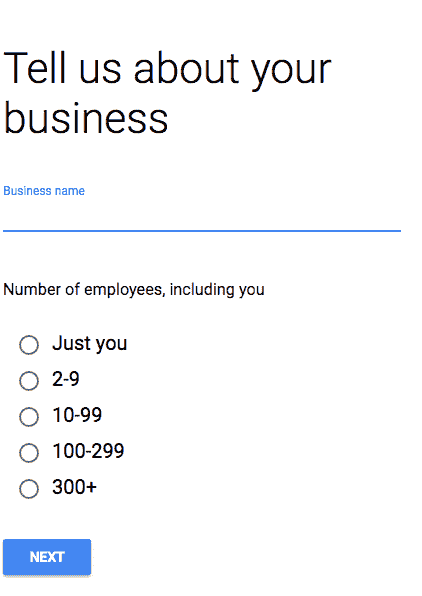 Tell us about your
business
Business name
Number of employees, including you
Just you
2-9
10-99
100-299
300+
NEXT